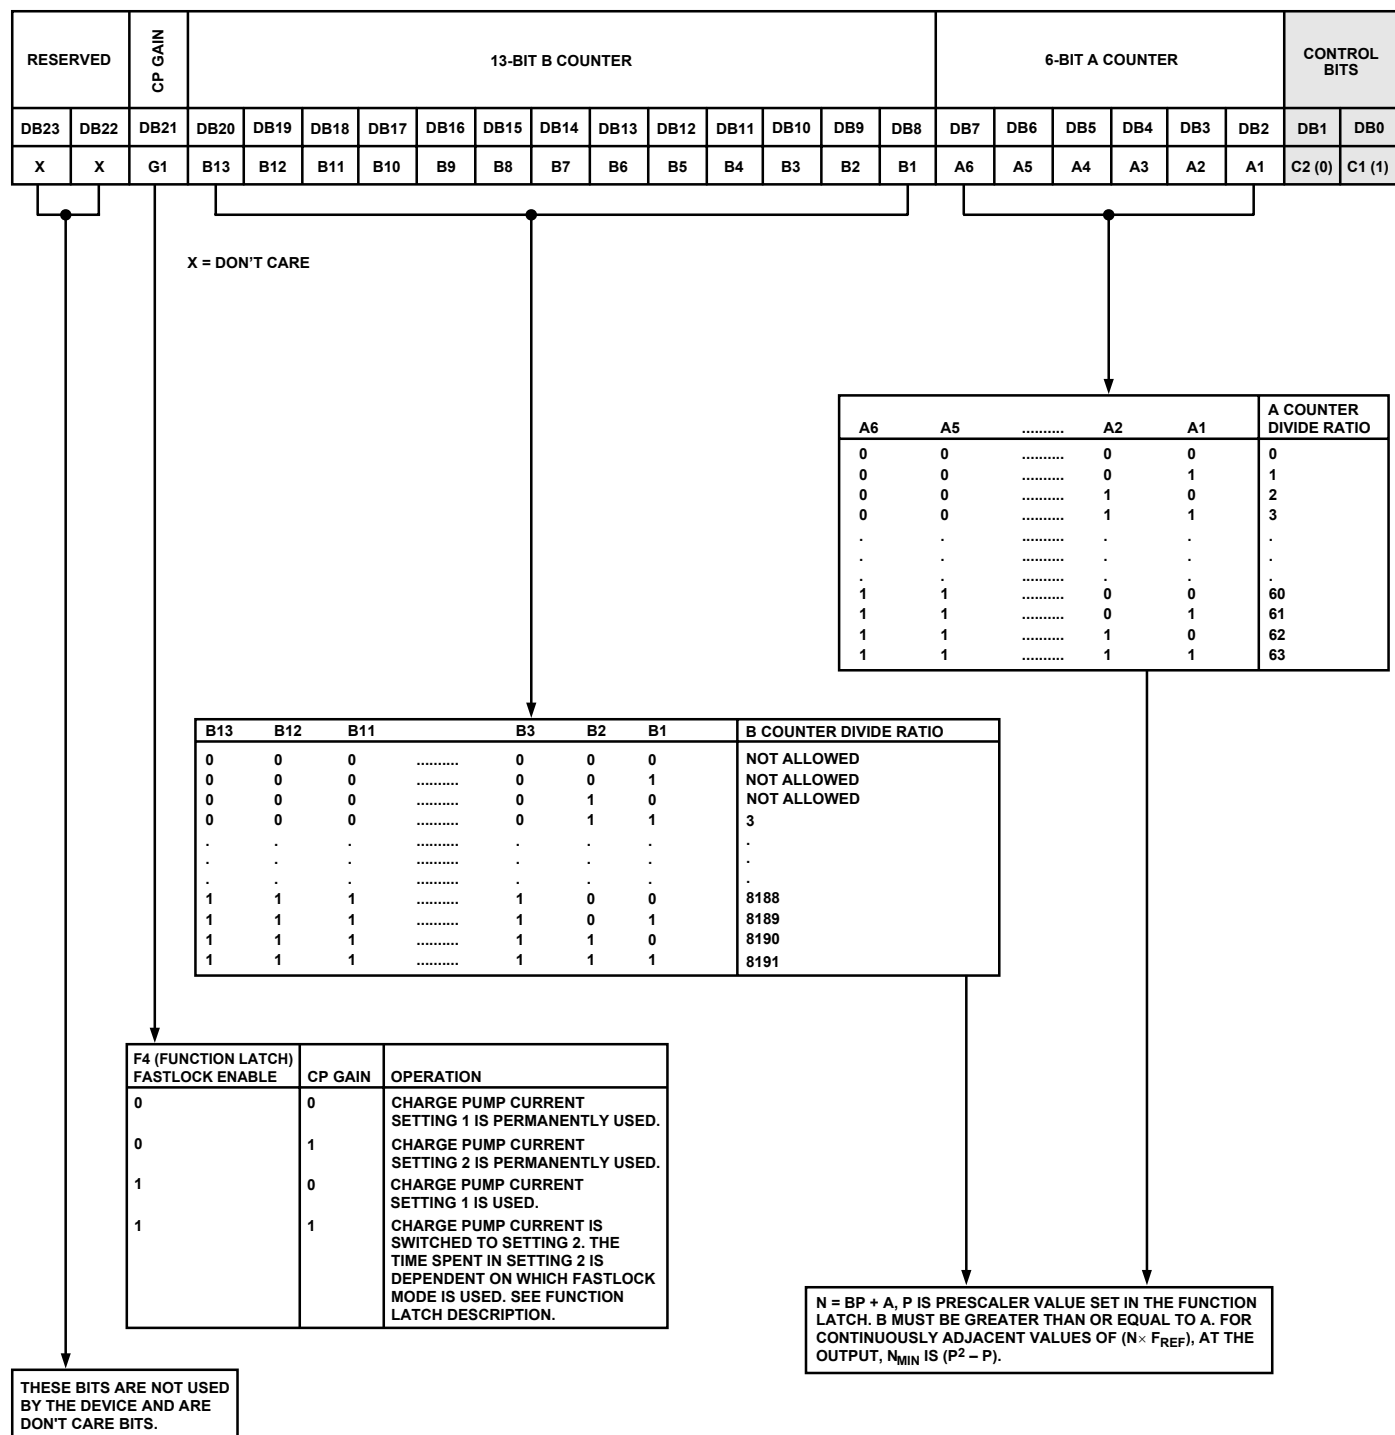 RESERVED
CP GAIN
13-BIT B COUNTER
6-BIT A COUNTER
CONTROL
BITS
DB23 DB22 DB21 DB20 DB19 DB18 DB17 DB16 DB15 DB14 DB13 DB12 DB11 DB10 DB9 DB8 DB7 DB6 DB5 DB4 DB3 DB2 DB1 DB0
X X G1 B13 B12 B11 B10 B9 B8 B7 B6 B5 B4 B3 B2 B1 A6 A5 A4 A3 A2 A1 C2 (0) C1 (1)
X = DON'T CARE
A6 A5 .......... A2 A1 A COUNTER
DIVIDE RATIO
0 0 .......... 0 0 0
0 0 .......... 0 1 1
0 0 .......... 1 0 2
0 0 .......... 1 1 3
. . .......... . . .
. . .......... . . .
. . .......... . . .
1 1 .......... 0 0 60
1 1 .......... 0 1 61
1 1 .......... 1 0 62
1 1 .......... 1 1 63
B13 B12 B11 B3 B2 B1 B COUNTER DIVIDE RATIO
0 0 0 .......... 0 0 0 NOT ALLOWED
0 0 0 .......... 0 0 1 NOT ALLOWED
0 0 0 .......... 0 1 0 NOT ALLOWED
0 0 0 .......... 0 1 1 3
. . . .......... . . . .
. . . .......... . . . .
. . . .......... . . . .
1 1 1 .......... 1 0 0 8188
1 1 1 .......... 1 0 1 8189
1 1 1 .......... 1 1 0 8190
1 1 1 .......... 1 1 1 8191
F4 (FUNCTION LATCH)
FASTLOCK ENABLE CP GAIN OPERATION
0 0 CHARGE PUMP CURRENT
SETTING 1 IS PERMANENTLY USED.
0 1 CHARGE PUMP CURRENT
SETTING 2 IS PERMANENTLY USED.
1 0 CHARGE PUMP CURRENT
SETTING 1 IS USED.
1 1 CHARGE PUMP CURRENT IS
SWITCHED TO SETTING 2. THE
TIME SPENT IN SETTING 2 IS
DEPENDENT ON WHICH FASTLOCK
MODE IS USED. SEE FUNCTION
LATCH DESCRIPTION.
N = BP + A, P IS PRESCALER VALUE SET IN THE FUNCTION
LATCH. B MUST BE GREATER THAN OR EQUAL TO A. FOR
CONTINUOUSLY ADJACENT VALUES OF (N× FREF), AT THE
OUTPUT, NMIN IS (P2 – P).
THESE BITS ARE NOT USED
BY THE DEVICE AND ARE
DON'T CARE BITS.